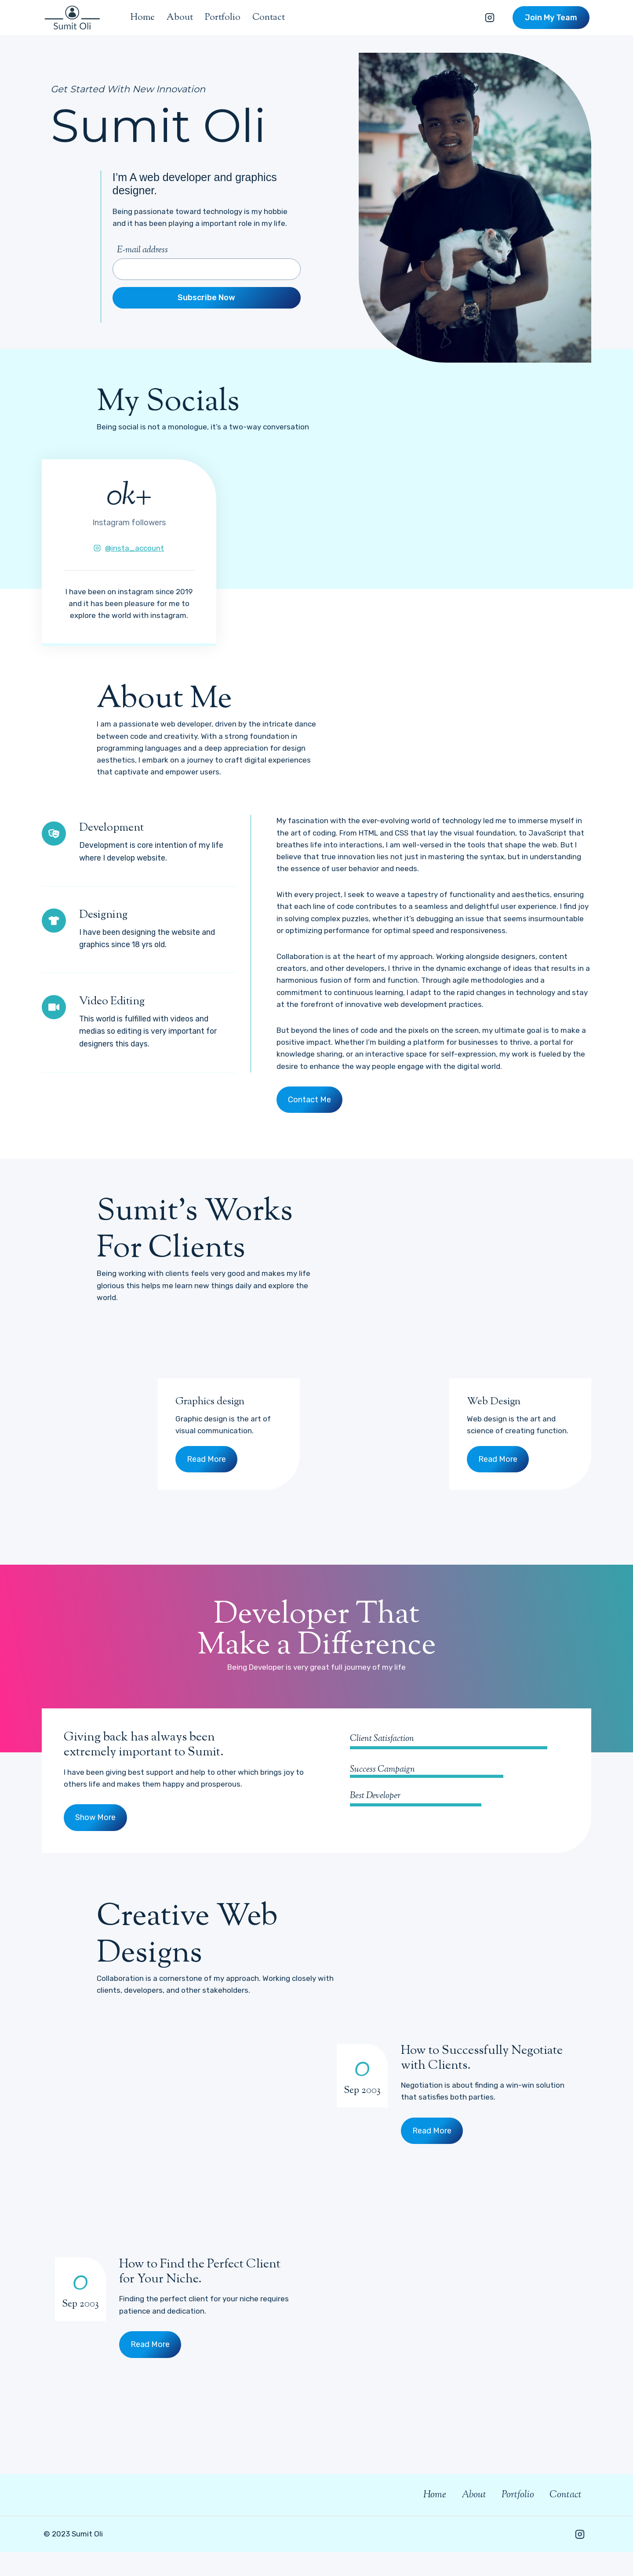 Sumit Oli
Home
About
Portfolio
Contact
Join My Team
Get Started With New Innovation
Sumit Oli
I'm A web developer and graphics
designer.
Being passionate toward technology is my hobbie
and it has been playing a important role in my life.
E-mail address
Subscribe Now
My Socials
Being social is not a monologue, it's a two-way conversation
0k+
Instagram followers
@insta_account
I have been on instagram since 2019
and it has been pleasure for me to
explore the world with instagram.
About Me
I am a passionate web developer, driven by the intricate dance
between code and creativity. With a strong foundation in
programming languages and a deep appreciation for design
aesthetics, I embark on a journey to craft digital experiences
that captivate and empower users.
Development
Development is core intention of my life
where I develop website.
Designing
I have been designing the website and
graphics since 18 yrs old.
Video Editing
This world is fulfilled with videos and
medias so editing is very important for
designers this days.
My fascination with the ever-evolving world of technology led me to immerse myself in
the art of coding. From HTML and CSS that lay the visual foundation, to JavaScript that
breathes life into interactions, I am well-versed in the tools that shape the web. But I
believe that true innovation lies not just in mastering the syntax, but in understanding
the essence of user behavior and needs.
With every project, I seek to weave a tapestry of functionality and aesthetics, ensuring
that each line of code contributes to a seamless and delightful user experience. I find joy
in solving complex puzzles, whether it's debugging an issue that seems insurmountable
or optimizing performance for optimal speed and responsiveness.
Collaboration is at the heart of my approach. Working alongside designers, content
creators, and other developers, I thrive in the dynamic exchange of ideas that results in a
harmonious fusion of form and function. Through agile methodologies and a
commitment to continuous learning, I adapt to the rapid changes in technology and stay
at the forefront of innovative web development practices.
But beyond the lines of code and the pixels on the screen, my ultimate goal is to make a
positive impact. Whether I'm building a platform for businesses to thrive, a portal for
knowledge sharing, or an interactive space for self-expression, my work is fueled by the
desire to enhance the way people engage with the digital world.
Contact Me
Sumit's Works
For Clients
Being working with clients feels very good and makes my life
glorious this helps me learn new things daily and explore the
world.
Graphics design
Graphic design is the art of
visual communication.
Read More
Web Design
Web design is the art and
science of creating function.
Read More
Developer That
Make a Difference
Being Developer is very great full journey of my life
Giving back has always been
extremely important to Sumit.
I have been giving best support and help to other which brings joy to
others life and makes them happy and prosperous.
Show More
Client Satisfaction
Success Campaign
Best Developer
Creative Web
Designs
Collaboration is a cornerstone of my approach. Working closely with
clients, developers, and other stakeholders.
0
Sep 2003
How to Successfully Negotiate
with Clients.
Negotiation is about finding a win-win solution
that satisfies both parties.
Read More
0
Sep 2003
How to Find the Perfect Client
for Your Niche.
Finding the perfect client for your niche requires
patience and dedication.
Read More
Home
About
Portfolio
Contact
© 2023 Sumit Oli